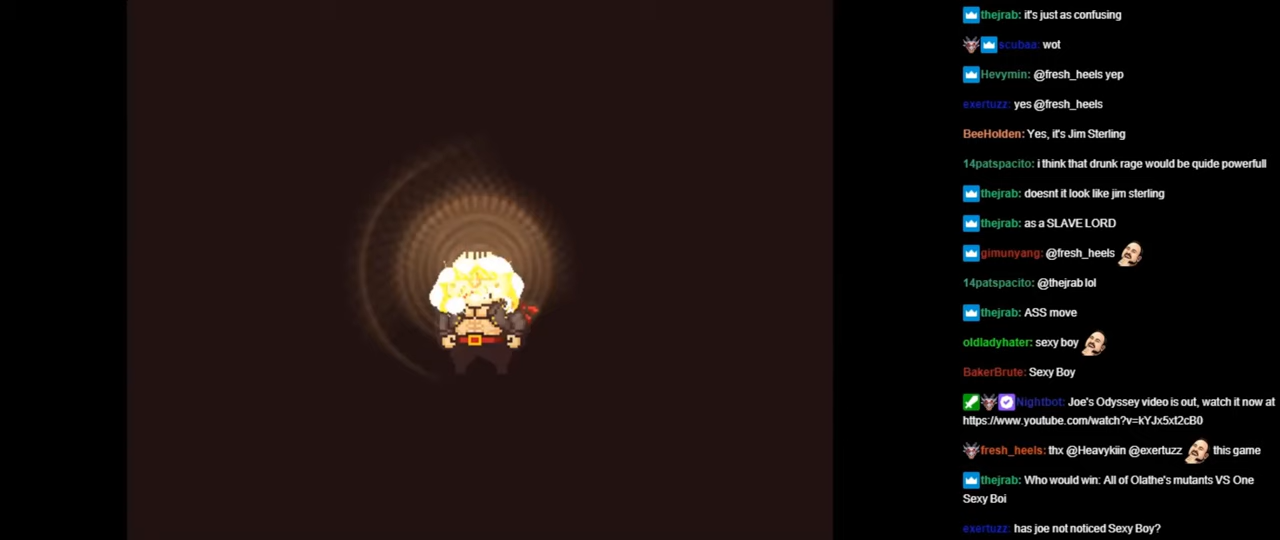 thejrab: it's just as confusing
scubaa: wot
Hevymin: @fresh_heels yep
exertuzz: yes @fresh_heels
BeeHolden: Yes, it's Jim Sterling
14patspacito: i think that drunk rage would be quide powerfull
thejrab: doesnt it look like jim sterling
thejrab: as a SLAVE LORD
gimunyang: @fresh_heels
14patspacito: @thejrab lol
thejrab: ASS move
oldladyhater: sexy boy
BakerBrute: Sexy Boy
Nightbot: Joe's Odyssey video is out, watch it now at
https://www.youtube.com/watch?v=kYJx5xt2cB0
fresh_heels: thx @Heavykiin @exertuzz this game
thejrab: Who would win: All of Olathe's mutants VS One
Sexy Boi
exertuzz: has joe not noticed Sexy Boy?